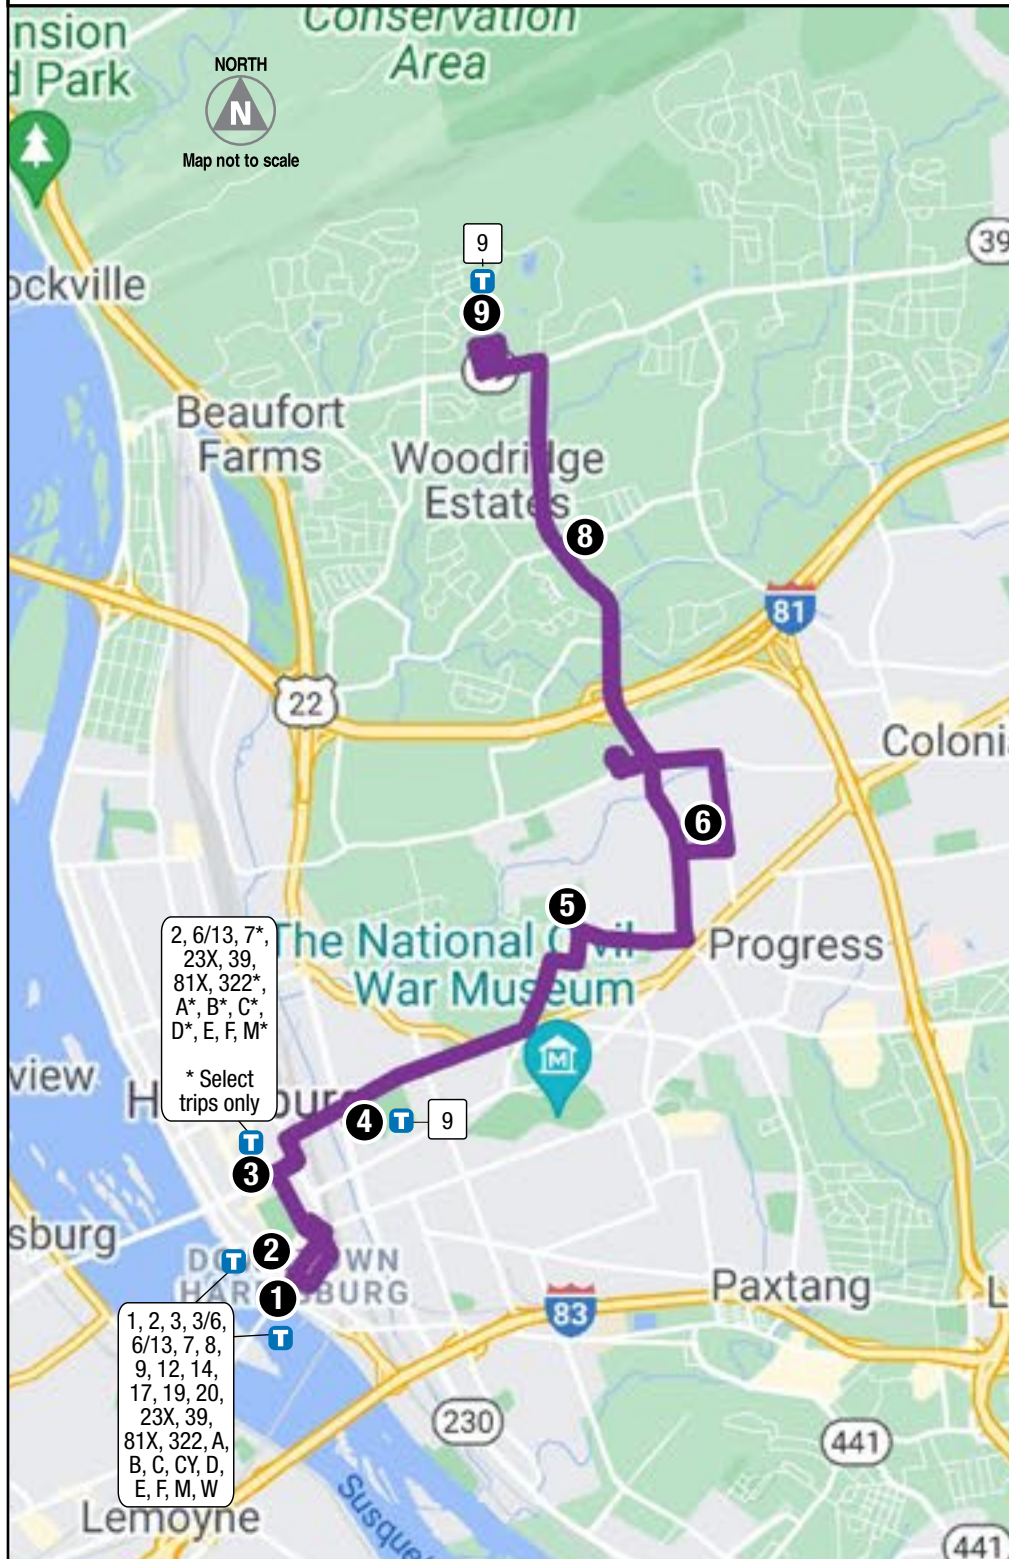 Conservation
Area
nsion
d Park
NORTH
N
Map not to scale
39
9
T
9
ockville
Beaufort
Farms
Woodridge
Estates
8
81
22
Coloni
6
5
The National Civil
War Museum
Progress
2, 6/13, 7*,
23X, 39,
81X, 322*,
A*, B*, C*,
D*, E, F, M*
* Select
trips only
M
view
4
T
9
T
3
sburg
2
T
DOWNTOWN
HARRISBURG
1
T
Paxtang
L
83
1, 2, 3, 3/6,
6/13, 7, 8,
9, 12, 14,
17, 19, 20,
23X, 39,
81X, 322, A,
B, C, CY, D,
E, F, M, W
230
441
Lemoyne
Susque
441